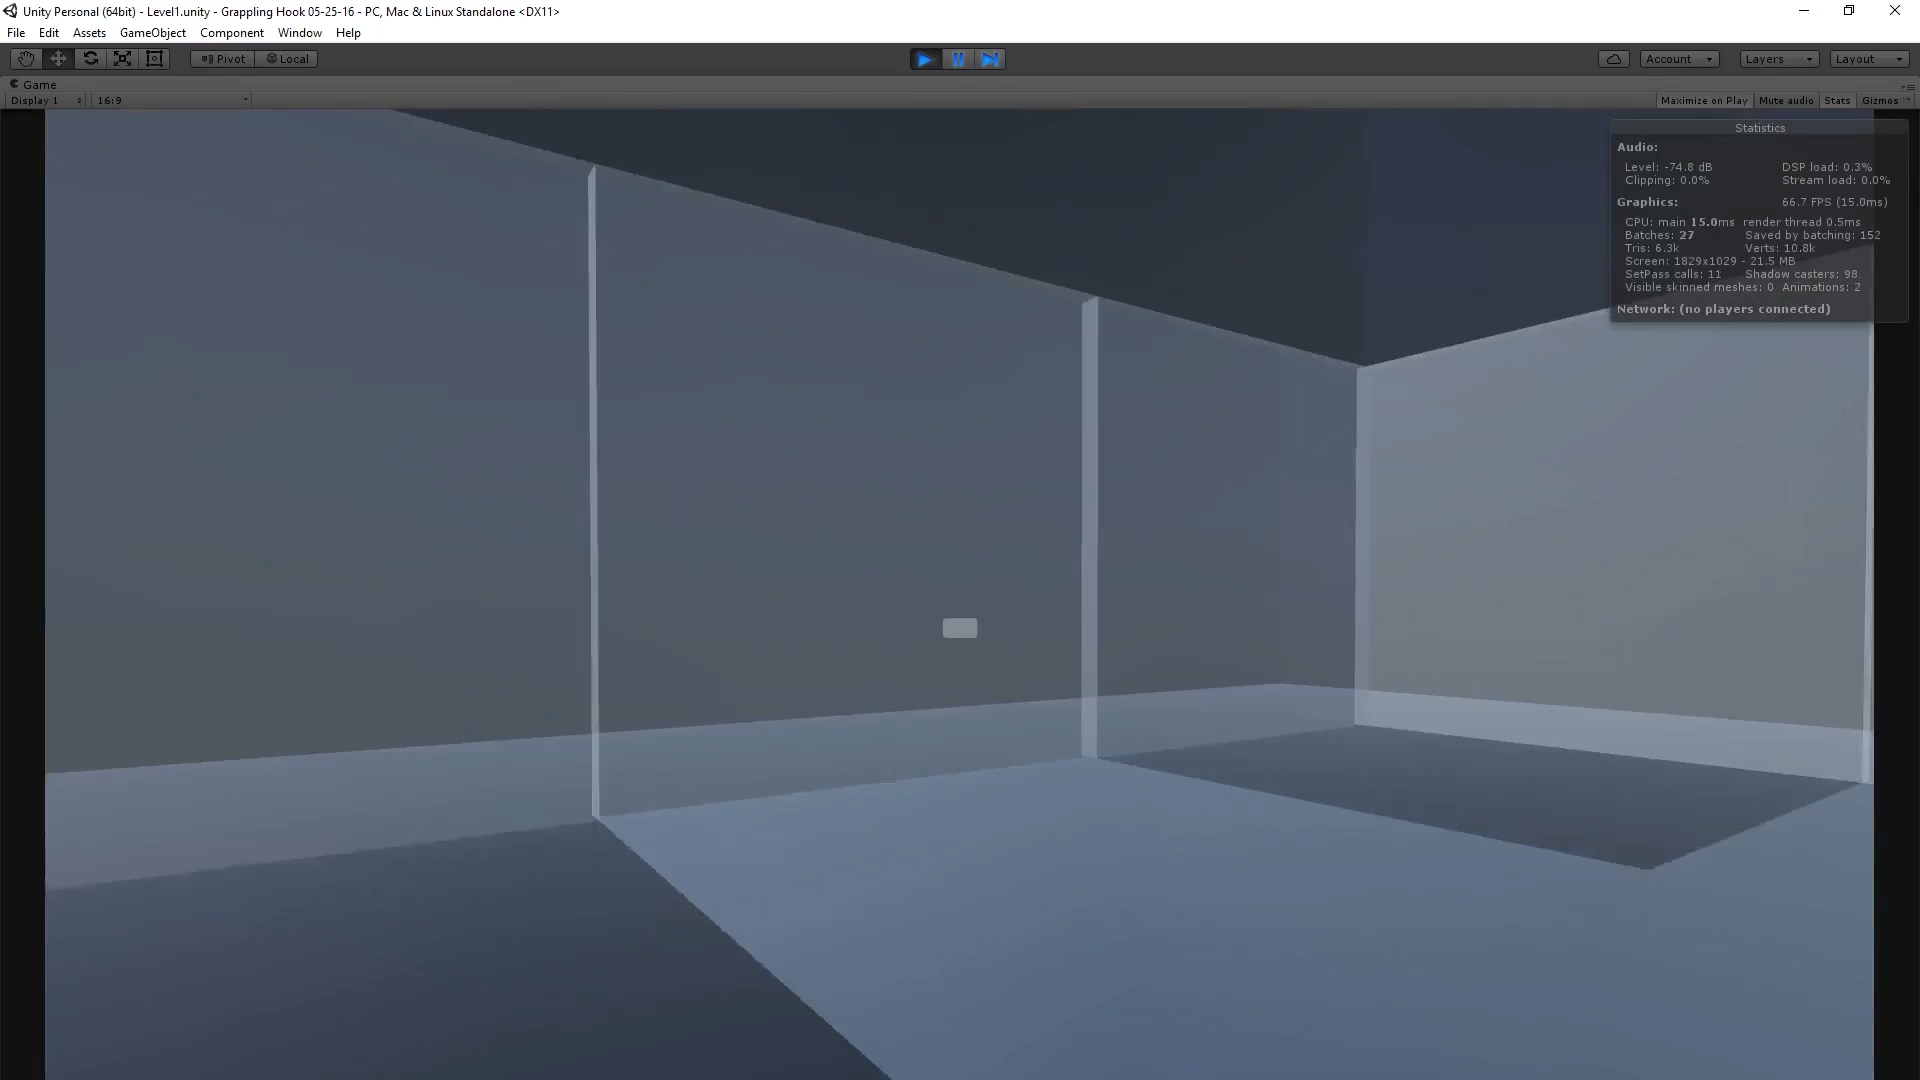 Unity Personal (64bit) - Level1.unity - Grappling Hook 05-25-16 - PC, Mac & Linux Standalone <DX11>
File Edit Assets GameObject Component Window Help
Pivot Local Account Layers Layout
Game
Display 1 16:9 Maximize on Play Mute audio Stats Gizmos
Statistics
Audio:
Level: -74.8 dB DSP load: 0.3%
Clipping: 0.0% Stream load: 0.0%
Graphics: 66.7 FPS (15.0ms)
CPU: main 15.0ms render thread 0.5ms
Batches: 27 Saved by batching: 152
Tris: 6.3k Verts: 10.8k
Screen: 1829x1029 - 21.5 MB
SetPass calls: 11 Shadow casters: 98
Visible skinned meshes: 0 Animations: 2
Network: (no players connected)